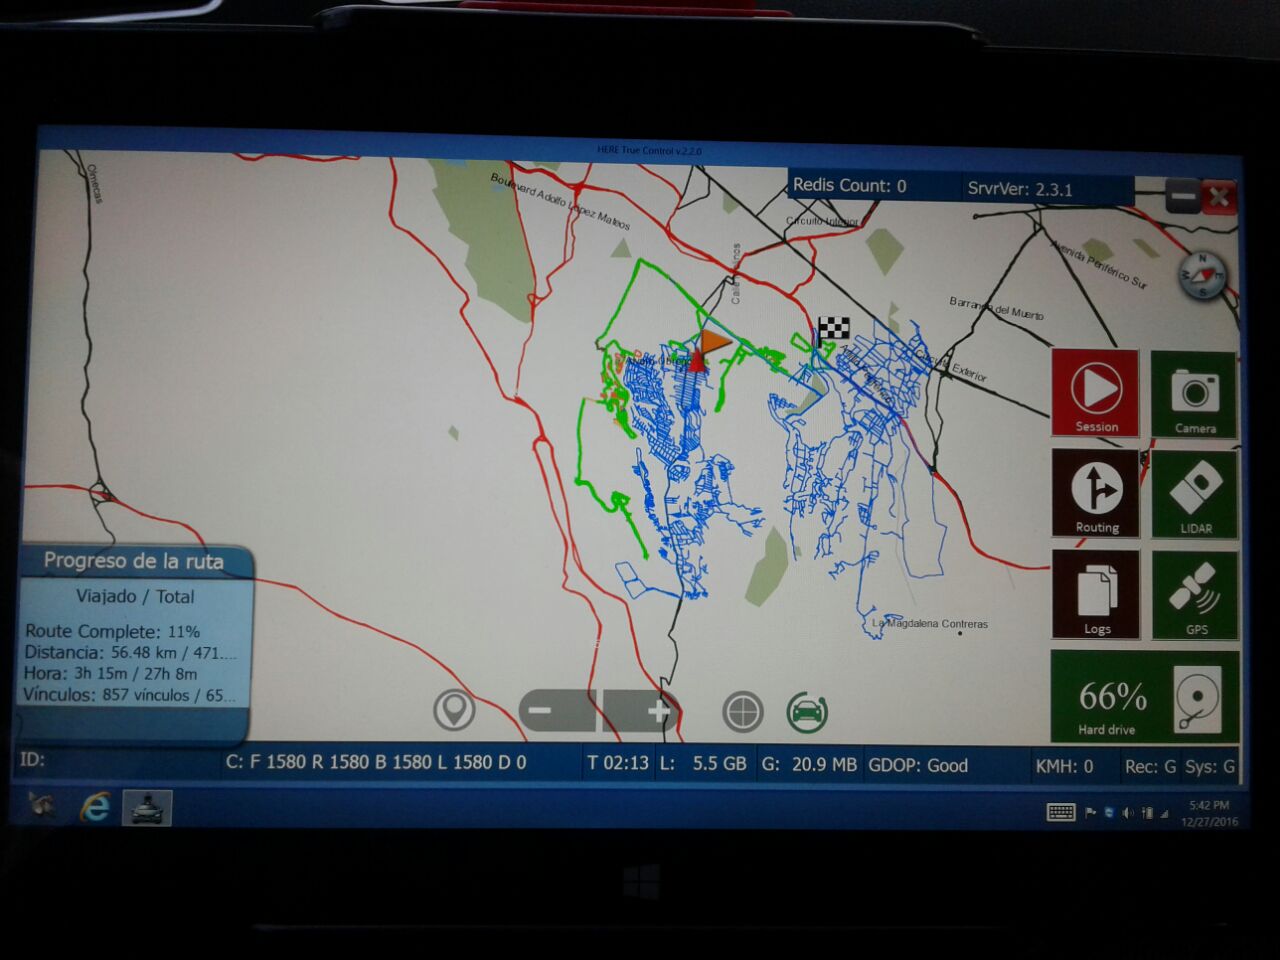 HERE True Control v.2.2.0
Redis Count: 0
SrvrVer: 2.3.1
Olmecas
Boulevard Adolfo López Mateos
Circuito Interior
Avenida Periférico Sur
Barranca del Muerto
Circuito Exterior
N
E
S
W
Session
Camera
Routing
LIDAR
Logs
GPS
La Magdalena Contreras
66%
Hard drive
Progreso de la ruta
Viajado / Total
Route Complete: 11%
Distancia: 56.48 km / 471....
Hora: 3h 15m / 27h 8m
Vínculos: 857 vínculos / 65...
ID:
C: F 1580 R 1580 B 1580 L 1580 D 0
T 02:13
L: 5.5 GB
G: 20.9 MB
GDOP: Good
KMH: 0
Rec: G
Sys: G
5:42 PM
12/27/2016